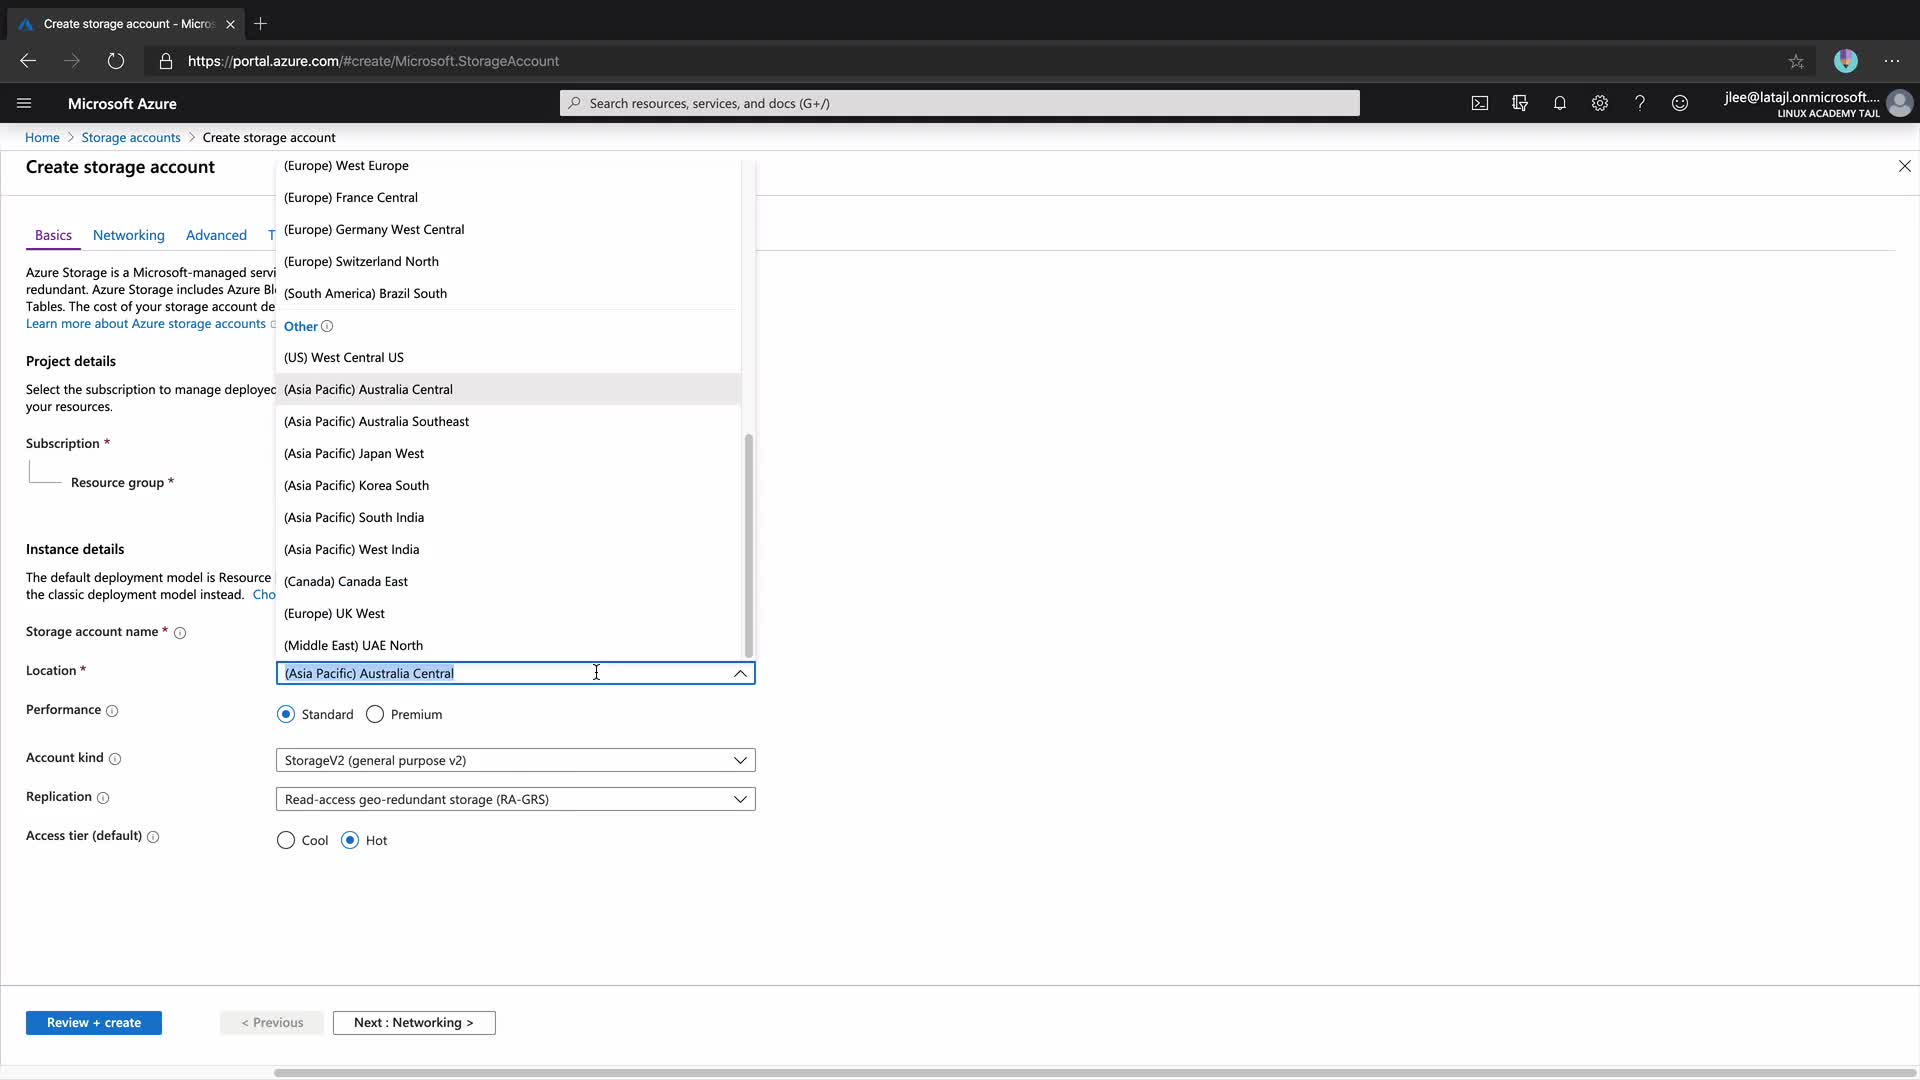 Create storage account - Micros
https://portal.azure.com/#create/Microsoft.StorageAccount
Microsoft Azure
Search resources, services, and docs (G+/)
jlee@latajl.onmicrosoft....
LINUX ACADEMY TAJL
Home > Storage accounts > Create storage account
Create storage account
Basics
Networking
Advanced
T
Azure Storage is a Microsoft-managed servi
redundant. Azure Storage includes Azure Bl
Tables. The cost of your storage account de
Learn more about Azure storage accounts
Project details
Select the subscription to manage deployed
your resources.
Subscription *
Resource group *
Instance details
The default deployment model is Resource
the classic deployment model instead. Cho
Storage account name *
(Europe) West Europe
(Europe) France Central
(Europe) Germany West Central
(Europe) Switzerland North
(South America) Brazil South
Other
(US) West Central US
(Asia Pacific) Australia Central
(Asia Pacific) Australia Southeast
(Asia Pacific) Japan West
(Asia Pacific) Korea South
(Asia Pacific) South India
(Asia Pacific) West India
(Canada) Canada East
(Europe) UK West
(Middle East) UAE North
Location *
(Asia Pacific) Australia Central
Performance
Standard
Premium
Account kind
StorageV2 (general purpose v2)
Replication
Read-access geo-redundant storage (RA-GRS)
Access tier (default)
Cool
Hot
Review + create
< Previous
Next : Networking >